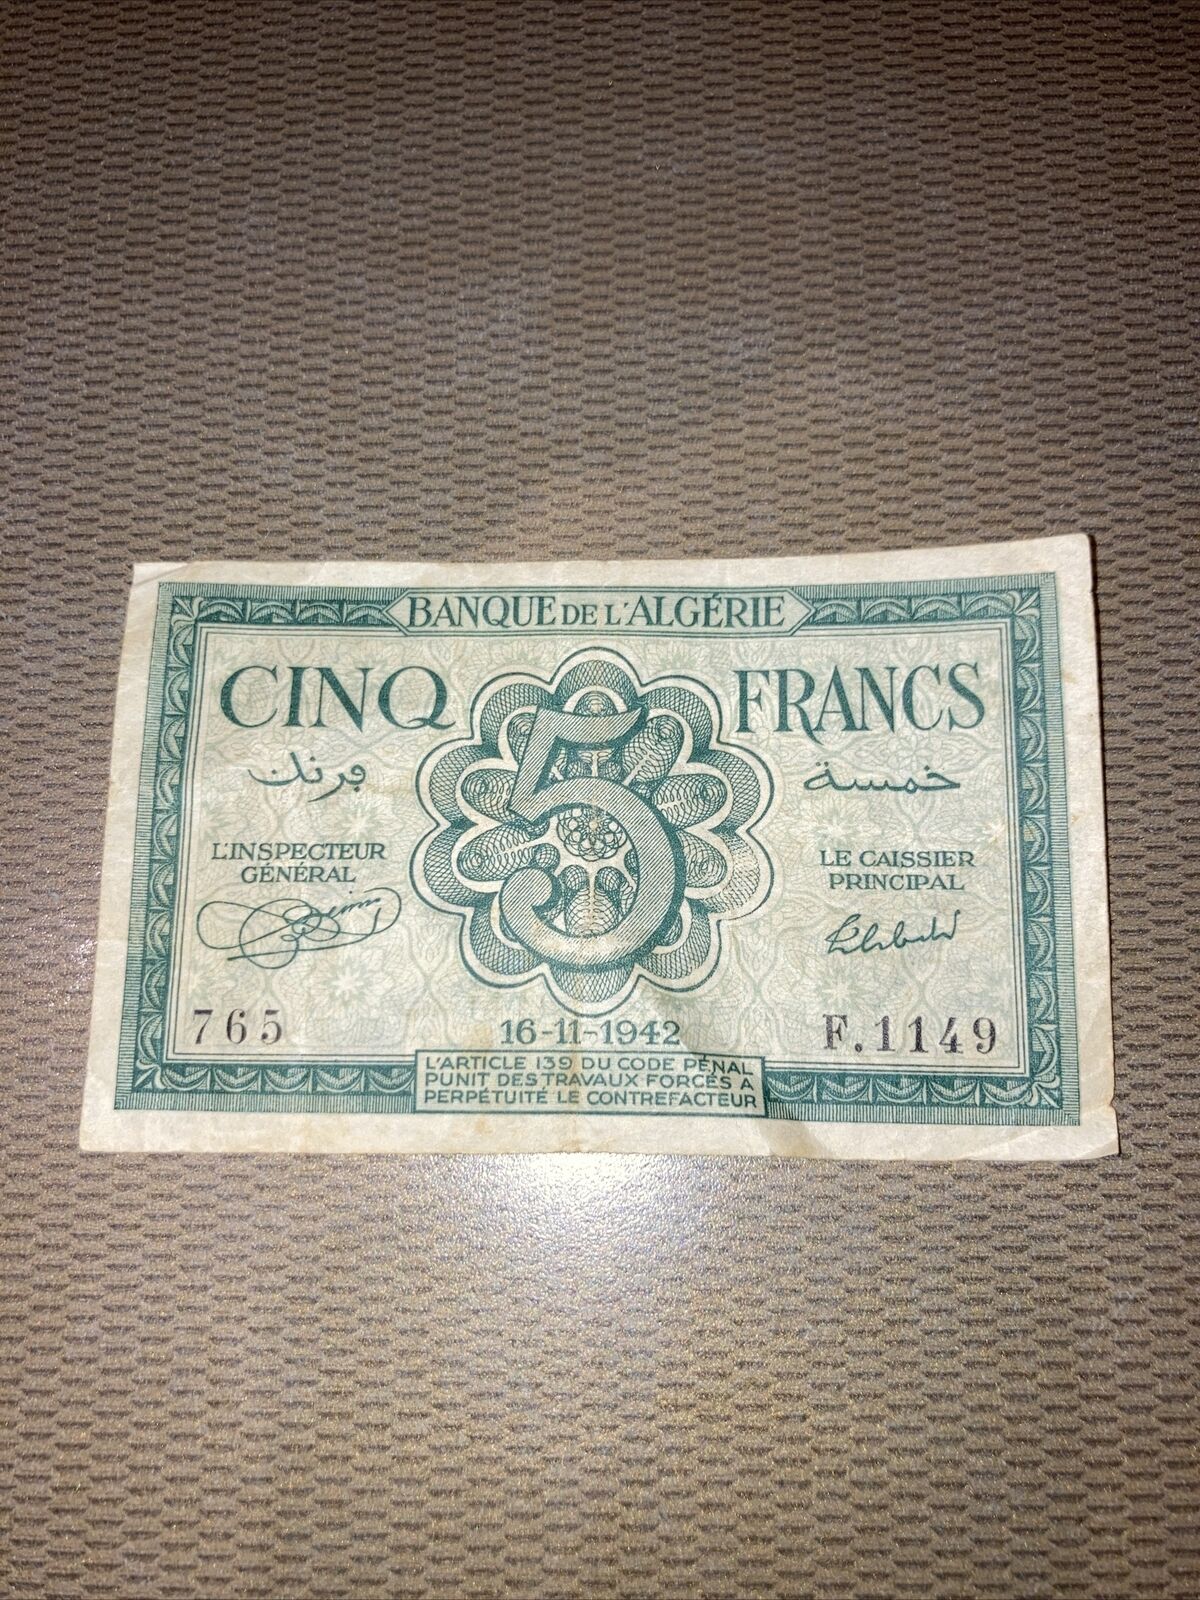 BANQUE DE L'ALGÉRIE
CINQ 5 FRANCS
خمسة فرنك
L'INSPECTEUR
GÉNÉRAL
LE CAISSIER
PRINCIPAL
765 16-11-1942 F.1149
L'ARTICLE 139 DU CODE PÉNAL
PUNIT DES TRAVAUX FORCÉS A
PERPÉTUITÉ LE CONTREFACTEUR